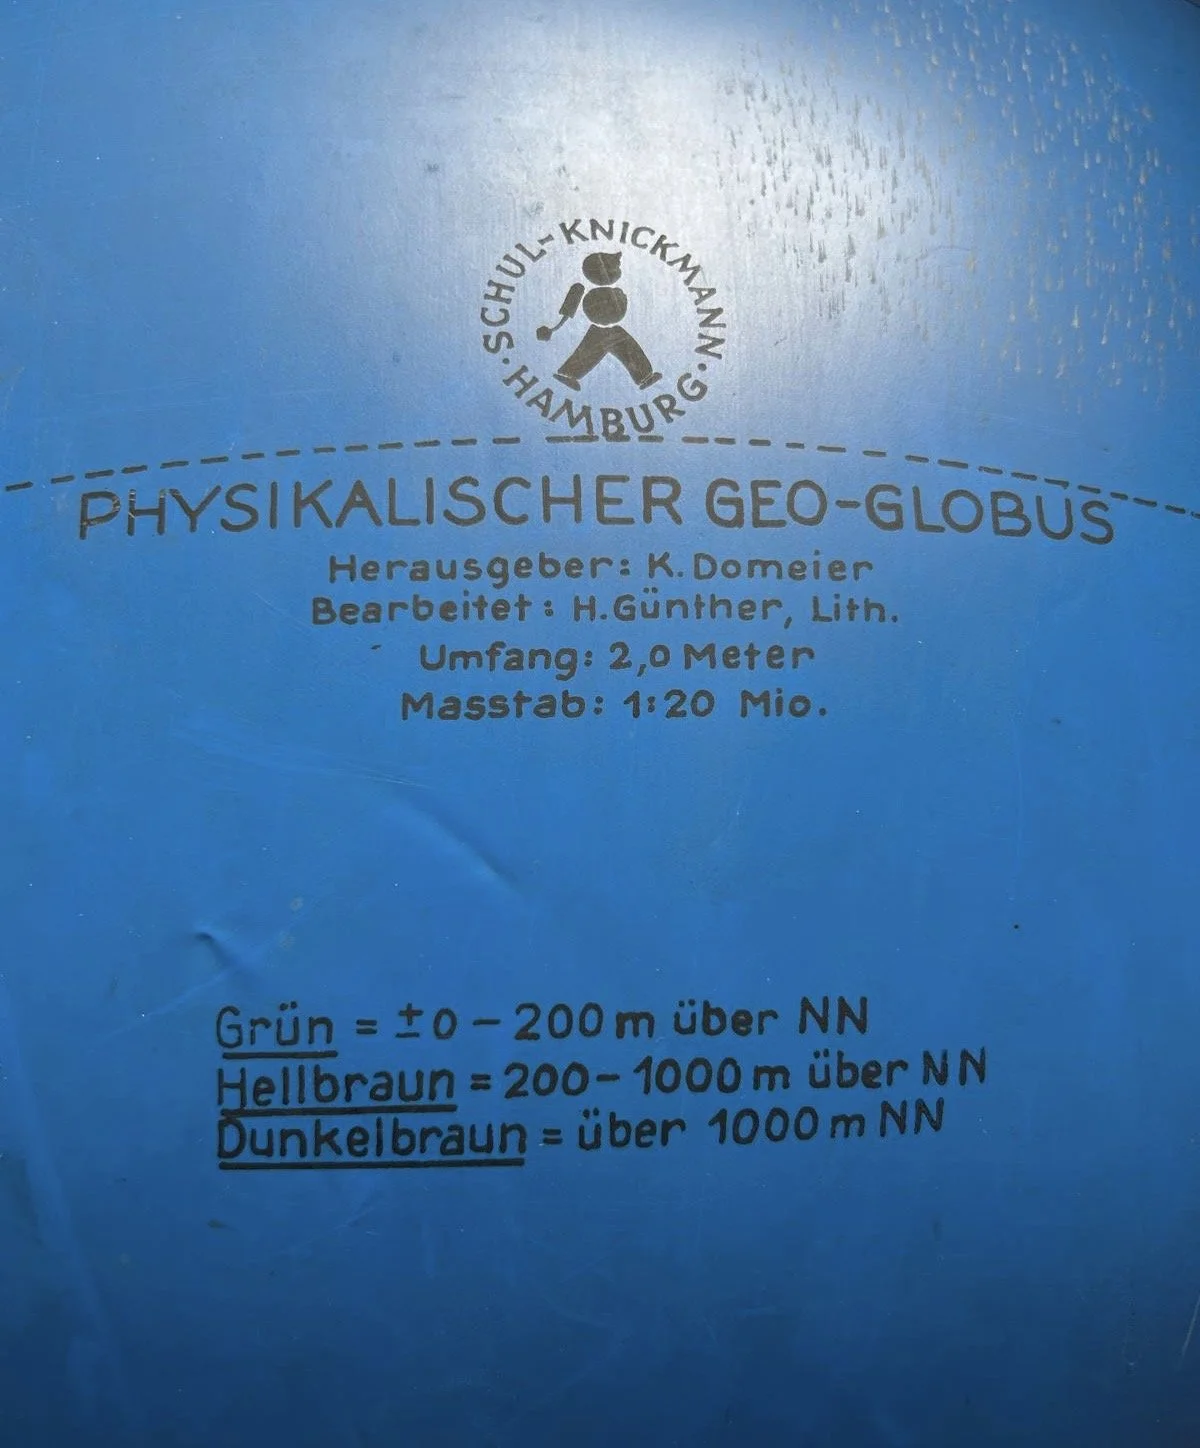 · SCHUL-KNICKMANN ·
HAMBURG
PHYSIKALISCHER GEO-GLOBUS
Herausgeber: K. Domeier
Bearbeitet: H. Günther, Lith.
Umfang: 2,0 Meter
Masstab: 1:20 Mio.
Grün = ±0 – 200 m über NN
Hellbraun = 200 – 1000 m über NN
Dunkelbraun = über 1000 m NN